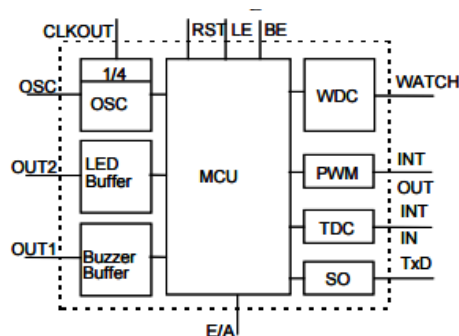 CLKOUT
RST LE BE
1/4
OSC
OSC
WDC
WATCH
OUT2
LED
Buffer
MCU
PWM
INT
OUT
OUT1
Buzzer
Buffer
TDC
INT
IN
SO
TxD
E/A